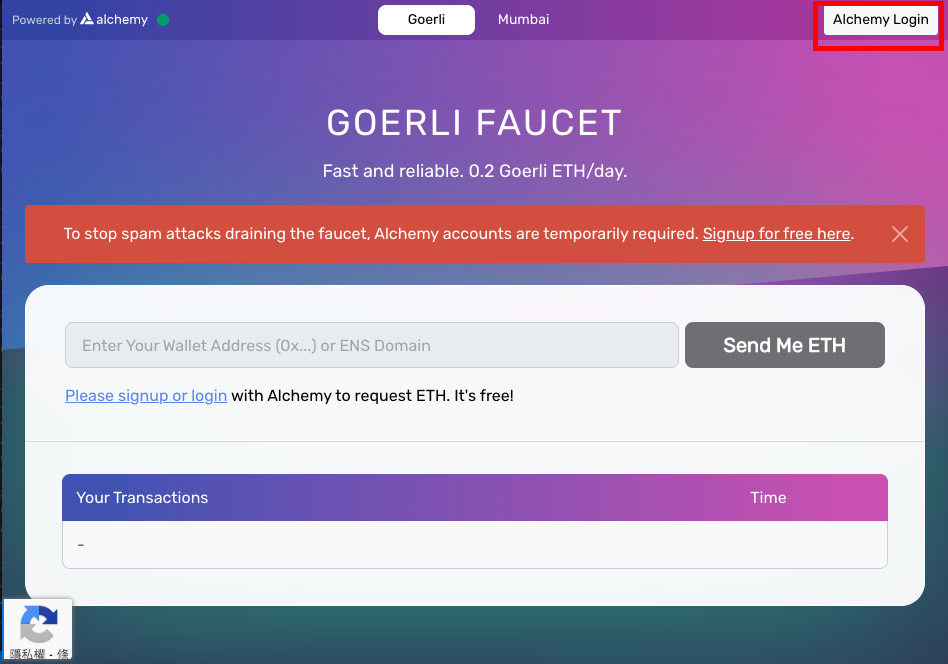 Powered by alchemy
Goerli
Mumbai
Alchemy Login
GOERLI FAUCET
Fast and reliable. 0.2 Goerli ETH/day.
To stop spam attacks draining the faucet, Alchemy accounts are temporarily required. Signup for free here.
Enter Your Wallet Address (0x...) or ENS Domain
Send Me ETH
Please signup or login with Alchemy to request ETH. It's free!
Your Transactions
Time
-
隱私權 - 條